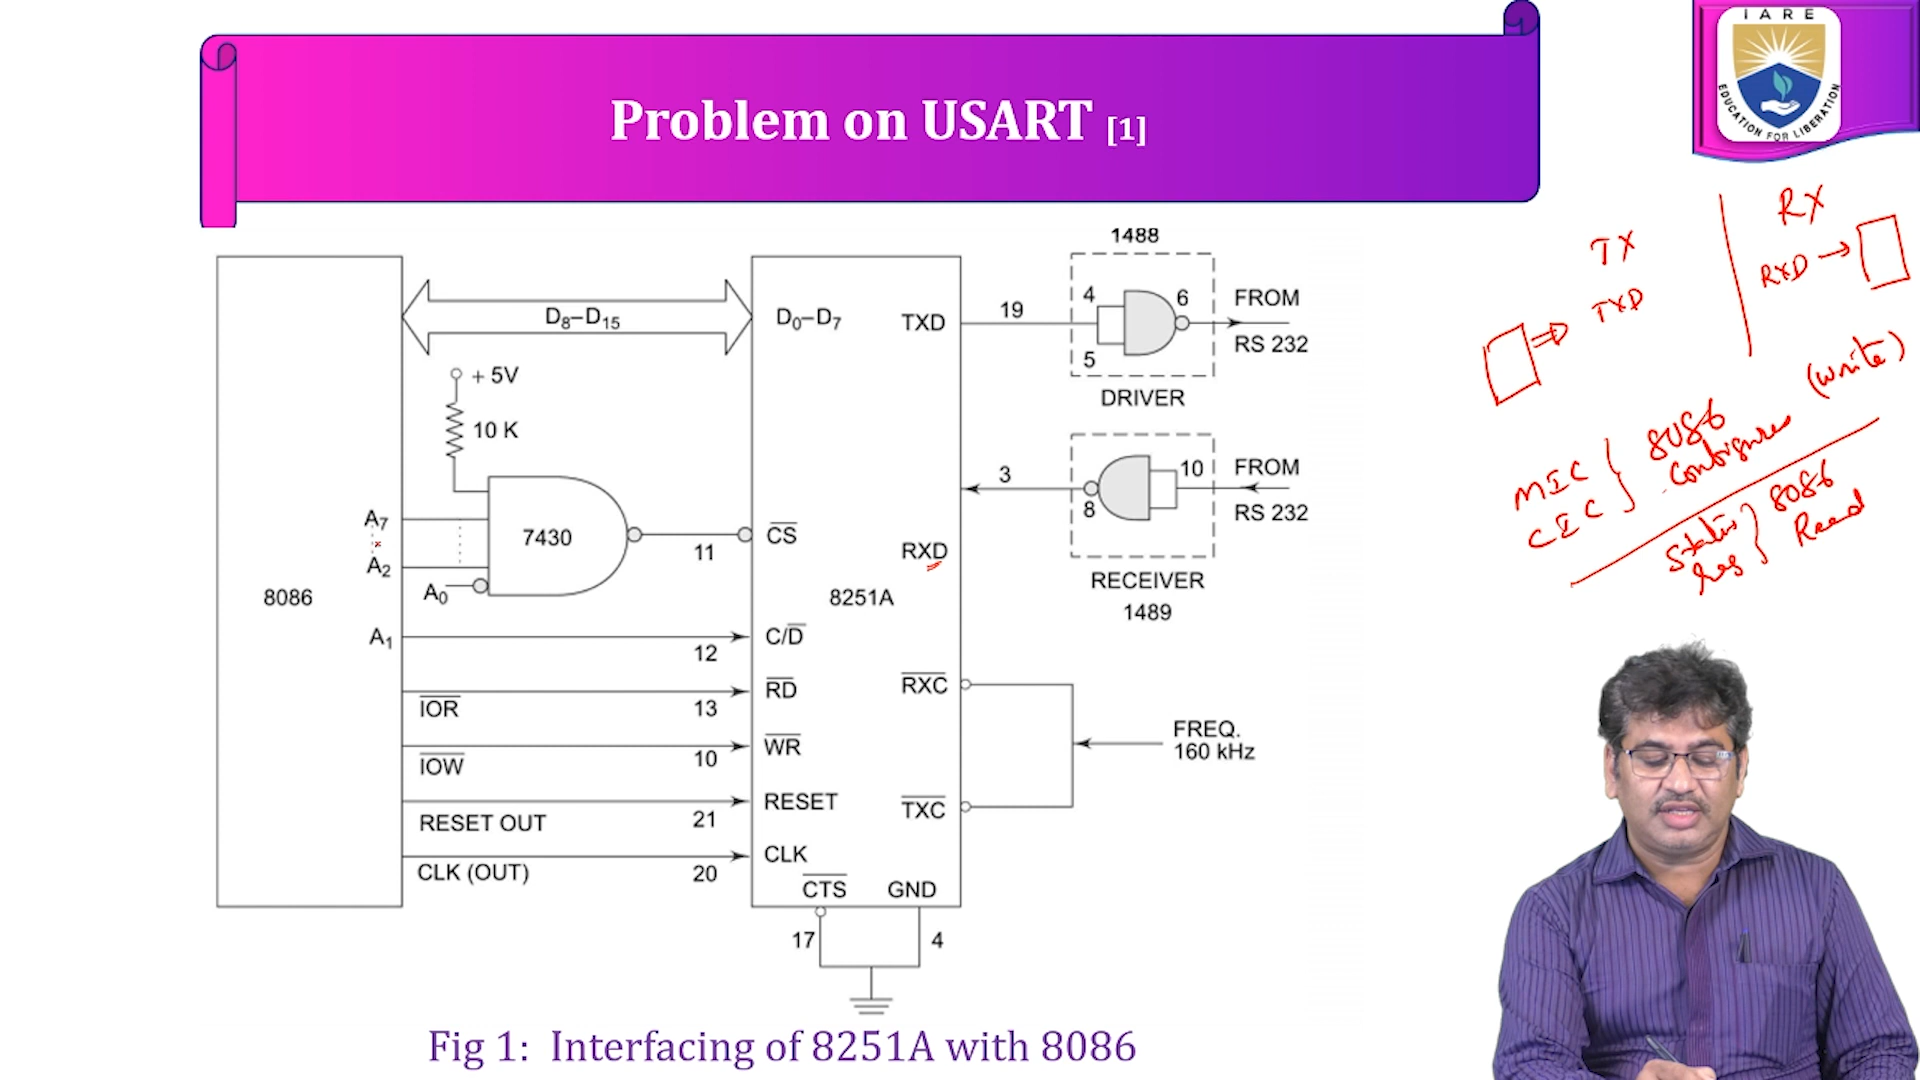 IARE
EDUCATION FOR LIBERATION
Problem on USART [1]
8086
D8–D15
+ 5V
10 K
A7
A2
A0
7430
11
A1
12
IOR
13
IOW
10
RESET OUT
21
CLK (OUT)
20
D0–D7
TXD
CS
RXD
8251A
C/D
RD
RXC
WR
RESET
TXC
CLK
CTS
GND
17
4
19
1488
4
6
5
DRIVER
FROM
RS 232
3
10
8
FROM
RS 232
RECEIVER
1489
FREQ.
160 kHz
Fig 1: Interfacing of 8251A with 8086
TX
TXD
RX
RXD
MIC
CIC
8086
Configures
(write)
Status
Reg
8086
Read